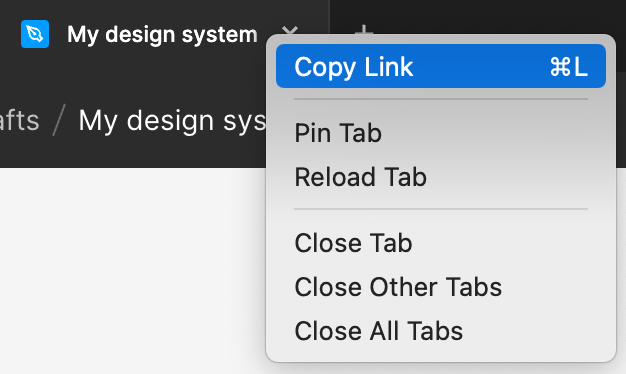 My design system
Copy Link ⌘L
afts / My design sys
Pin Tab
Reload Tab
Close Tab
Close Other Tabs
Close All Tabs